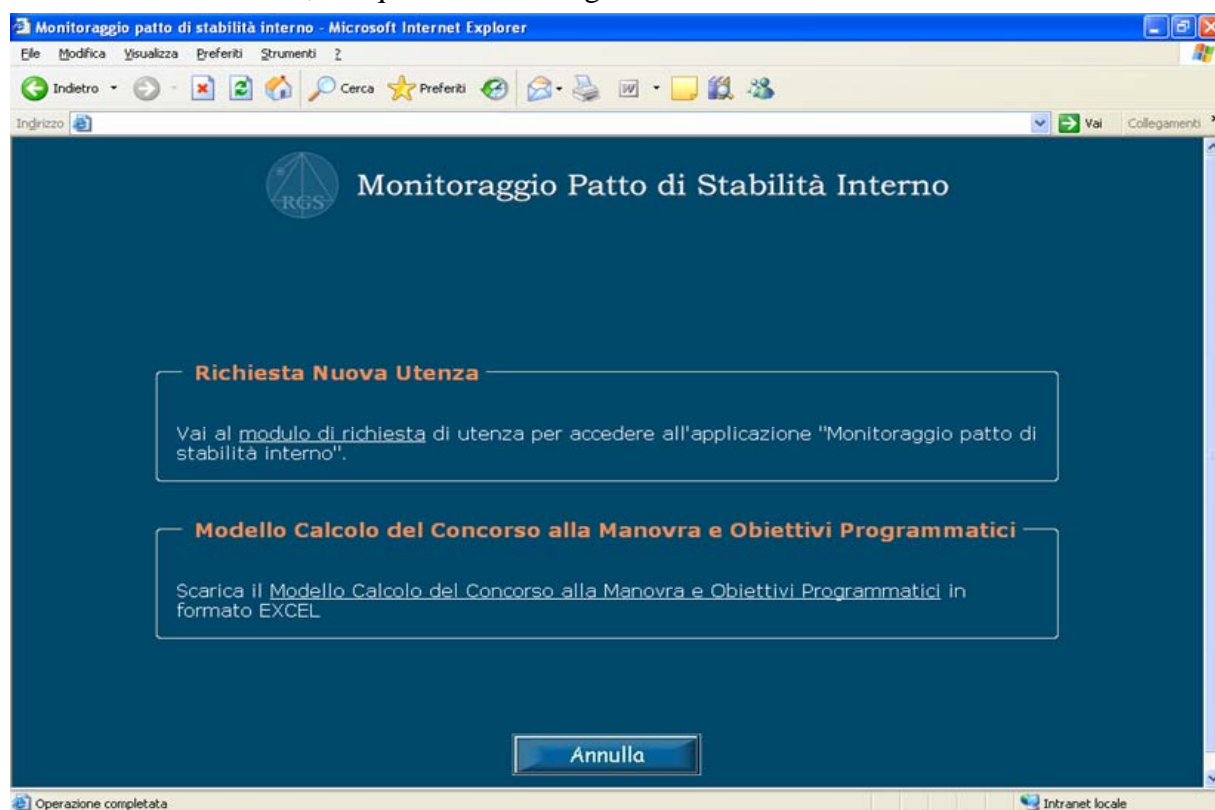 Monitoraggio patto di stabilità interno - Microsoft Internet Explorer
File Modifica Visualizza Preferiti Strumenti ?
Indietro Cerca Preferiti
Indirizzo Vai Collegamenti
RGS Monitoraggio Patto di Stabilità Interno
Richiesta Nuova Utenza
Vai al modulo di richiesta di utenza per accedere all'applicazione "Monitoraggio patto di
stabilità interno".
Modello Calcolo del Concorso alla Manovra e Obiettivi Programmatici
Scarica il Modello Calcolo del Concorso alla Manovra e Obiettivi Programmatici in
formato EXCEL
Annulla
Operazione completata Intranet locale